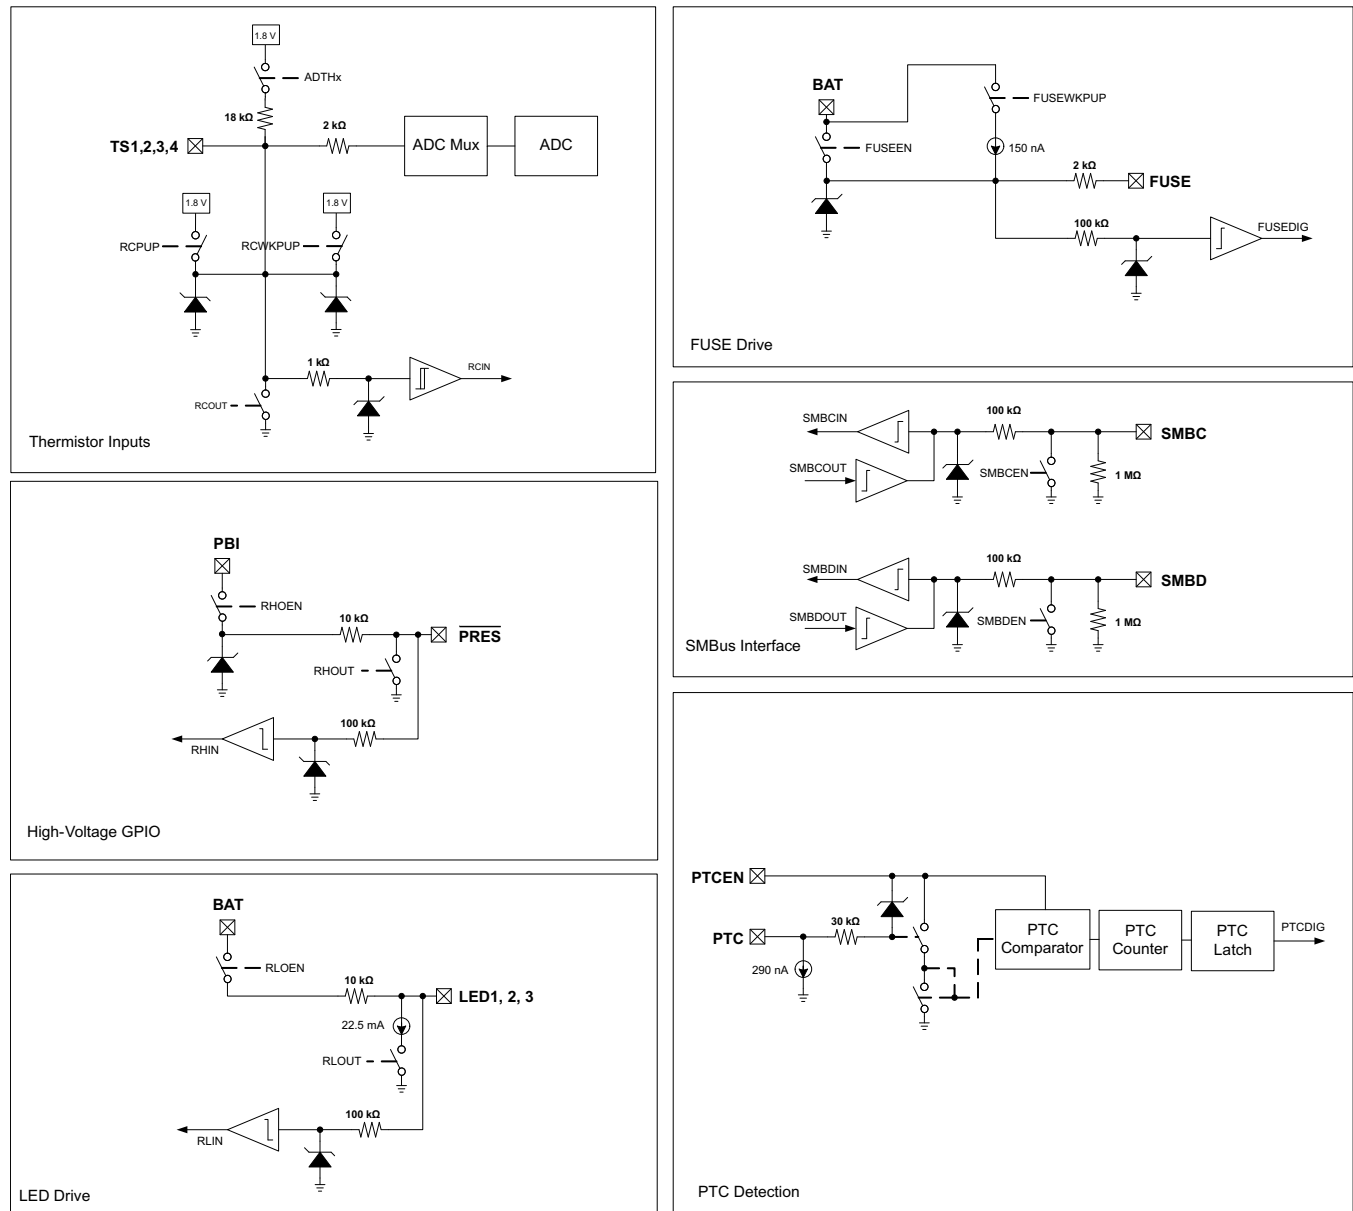 1.8 V
ADTHx
18 kΩ
2 kΩ
TS1,2,3,4
ADC Mux
ADC
1.8 V
1.8 V
RCPUP
RCWKPUP
1 kΩ
RCIN
RCOUT
Thermistor Inputs
BAT
FUSEWKPUP
FUSEEN
150 nA
2 kΩ
FUSE
100 kΩ
FUSEDIG
FUSE Drive
SMBCIN
100 kΩ
SMBC
SMBCOUT
SMBCEN
1 MΩ
SMBDIN
100 kΩ
SMBD
SMBDOUT
SMBDEN
1 MΩ
SMBus Interface
PBI
RHOEN
10 kΩ
PRES
RHOUT
100 kΩ
RHIN
High-Voltage GPIO
BAT
RLOEN
10 kΩ
LED1, 2, 3
22.5 mA
RLOUT
100 kΩ
RLIN
LED Drive
PTCEN
30 kΩ
PTC
290 nA
PTC
Comparator
PTC
Counter
PTC
Latch
PTCDIG
PTC Detection